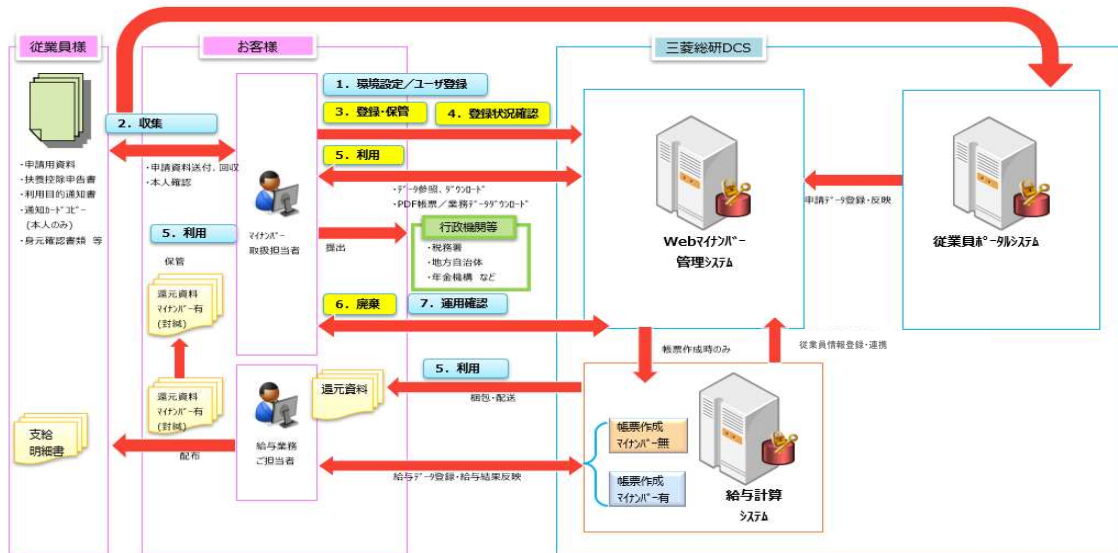 従業員様
お客様
三菱総研DCS
1. 環境設定／ユーザ登録
3. 登録・保管
4. 登録状況確認
2. 収集
・申請用資料
・扶養控除申告書
・利用目的通知書
・通知カードコピー
(本人のみ)
・身元確認書類 等
・申請資料送付、回収
・本人確認
5. 利用
・データ参照、ダウンロード
・PDF帳票／業務データダウンロード
マイナンバー
取扱担当者
提出
行政機関等
・税務署
・地方自治体
・年金機構 など
Webマイナンバー
管理システム
申請データ登録・反映
従業員ポータルシステム
5. 利用
保管
還元資料
マイナンバー有
(封緘)
6. 廃棄
7. 運用確認
帳票作成時のみ
従業員情報登録・連携
還元資料
マイナンバー有
(封緘)
給与業務
ご担当者
還元資料
5. 利用
梱包・配送
支給
明細書
配布
給与データ登録・給与結果反映
帳票作成
マイナンバー無
帳票作成
マイナンバー有
給与計算
システム